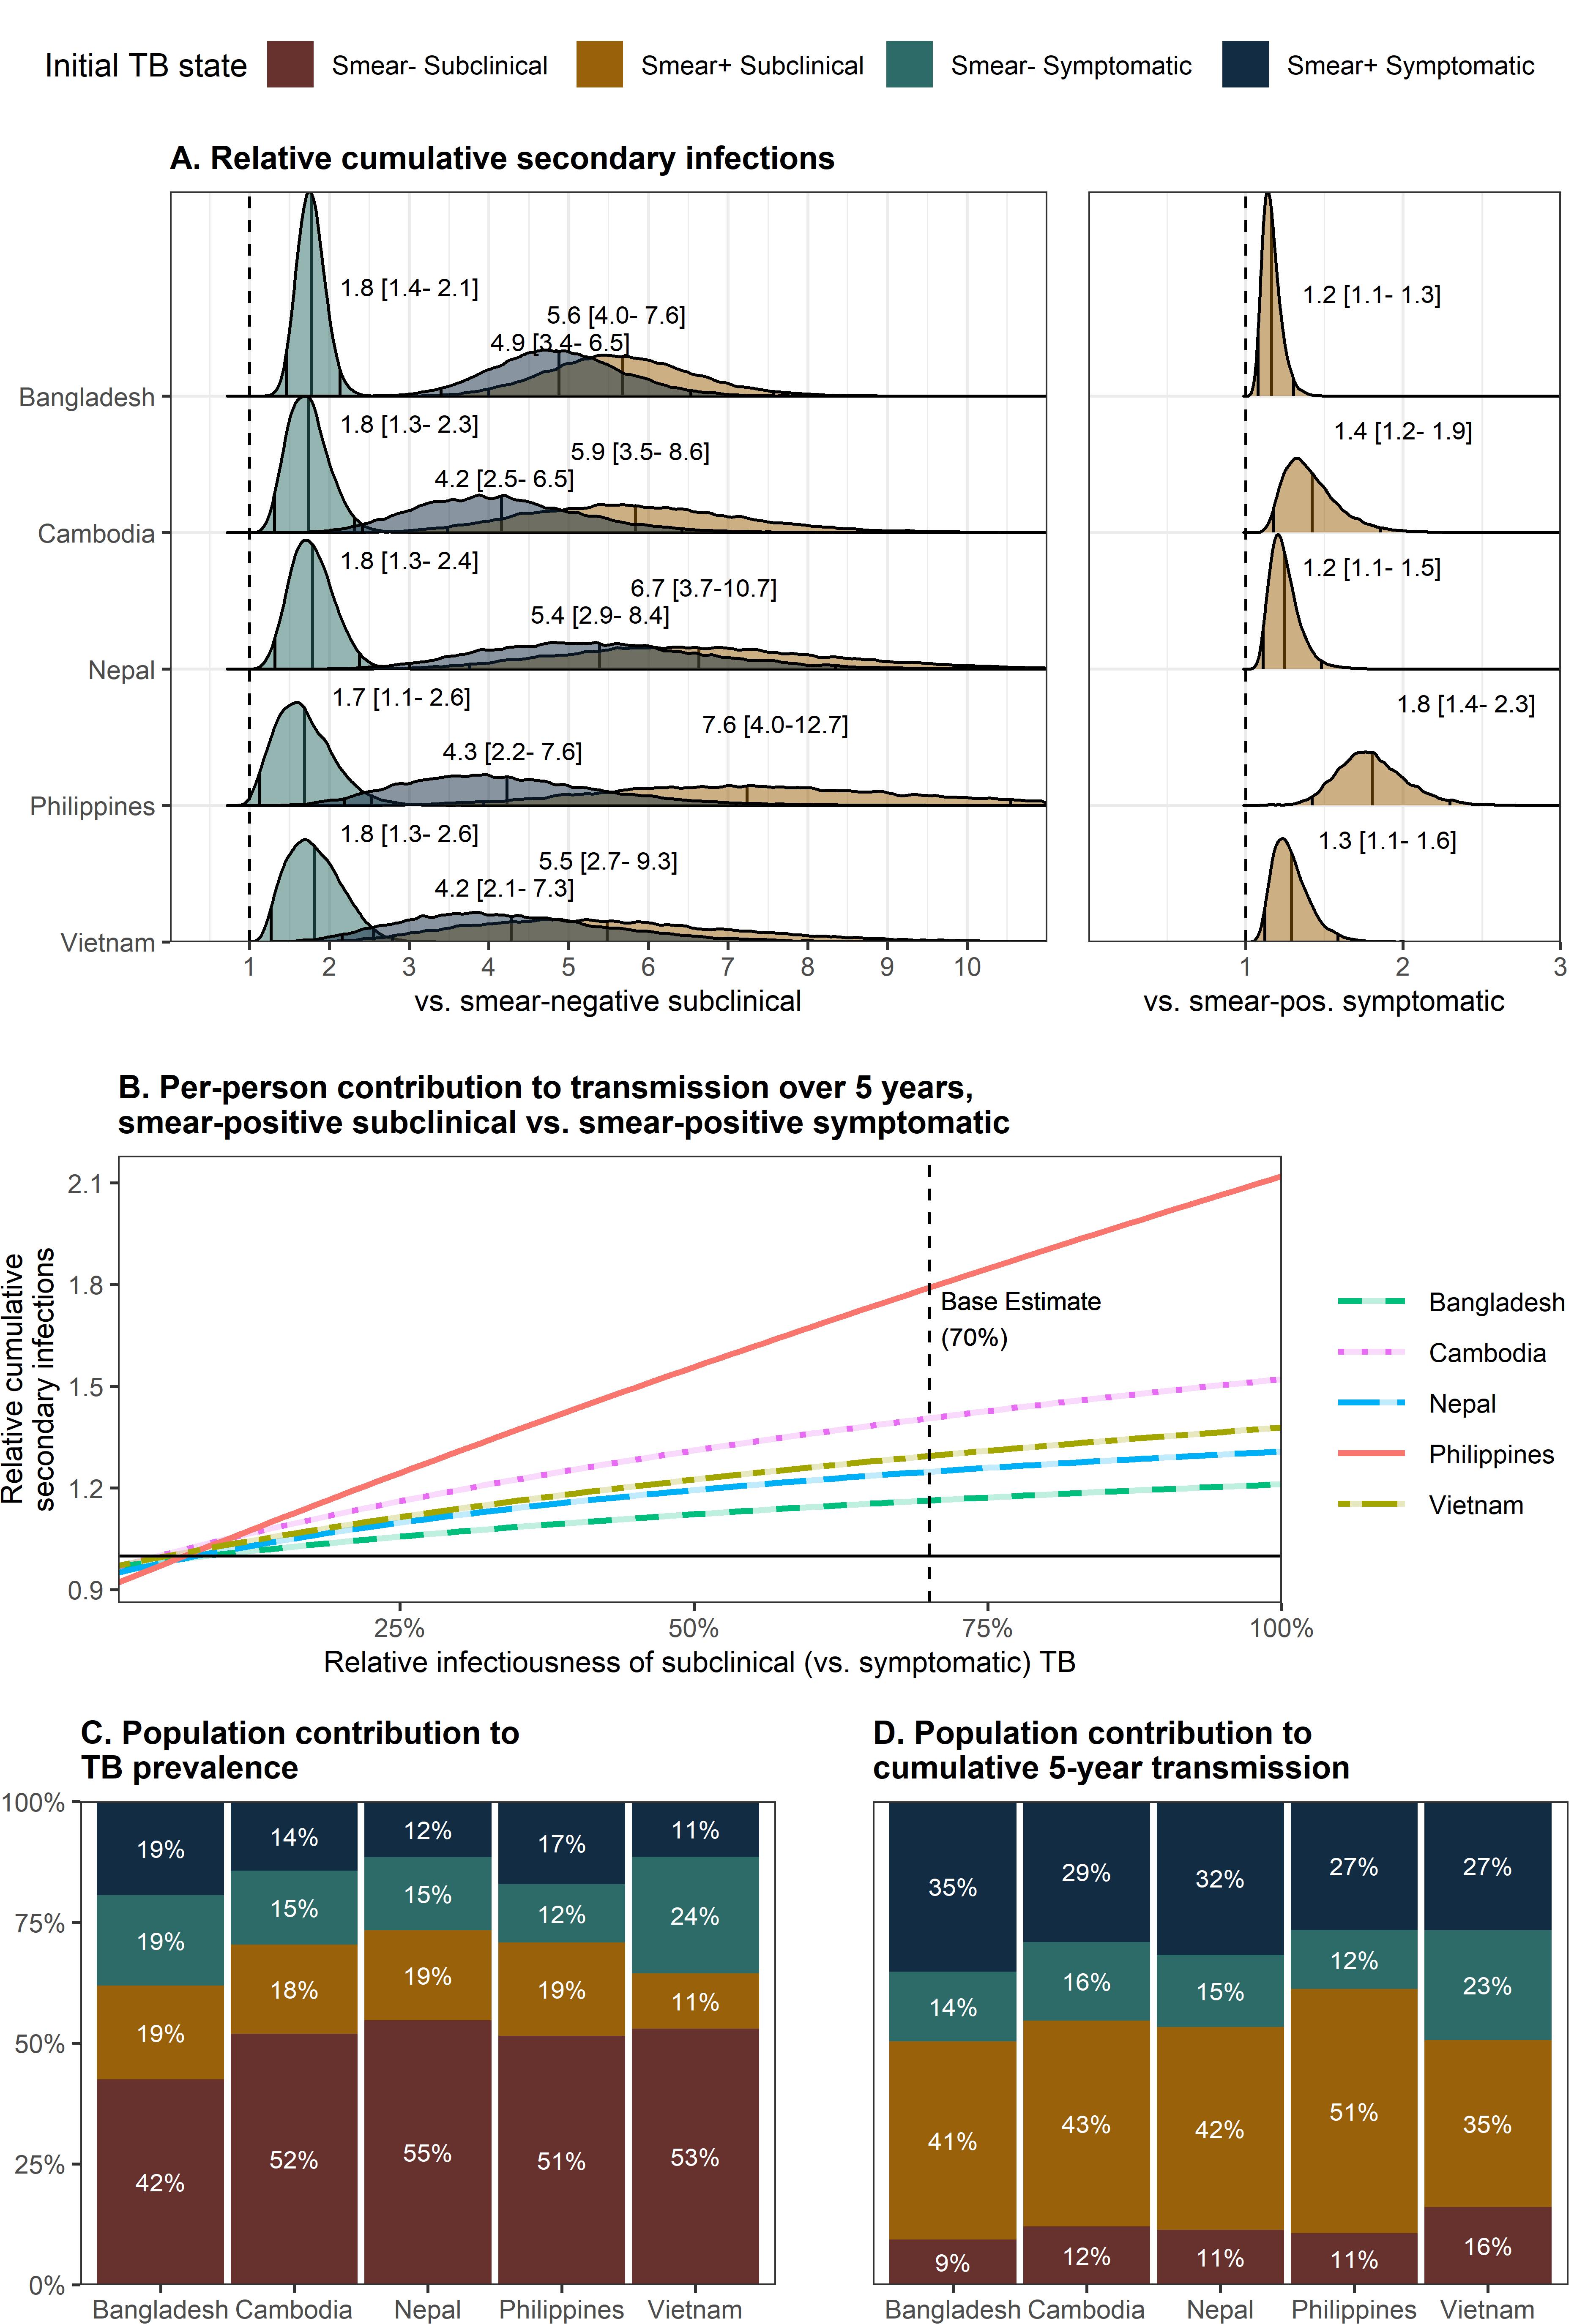 Initial TB state
Smear- Subclinical
Smear+ Subclinical
Smear- Symptomatic
Smear+ Symptomatic
A. Relative cumulative secondary infections
1.8 [1.4- 2.1]
5.6 [4.0- 7.6]
4.9 [3.4- 6.5]
1.2 [1.1- 1.3]
Bangladesh
1.8 [1.3- 2.3]
5.9 [3.5- 8.6]
4.2 [2.5- 6.5]
1.4 [1.2- 1.9]
Cambodia
1.8 [1.3- 2.4]
6.7 [3.7-10.7]
5.4 [2.9- 8.4]
1.2 [1.1- 1.5]
Nepal
1.7 [1.1- 2.6]
7.6 [4.0-12.7]
4.3 [2.2- 7.6]
1.8 [1.4- 2.3]
Philippines
1.8 [1.3- 2.6]
5.5 [2.7- 9.3]
4.2 [2.1- 7.3]
1.3 [1.1- 1.6]
Vietnam
1 2 3 4 5 6 7 8 9 10
1 2 3
vs. smear-negative subclinical
vs. smear-pos. symptomatic
B. Per-person contribution to transmission over 5 years,
smear-positive subclinical vs. smear-positive symptomatic
Relative cumulative
secondary infections
2.1
1.8
1.5
1.2
0.9
Base Estimate
(70%)
Bangladesh
Cambodia
Nepal
Philippines
Vietnam
25% 50% 75% 100%
Relative infectiousness of subclinical (vs. symptomatic) TB
C. Population contribution to
TB prevalence
100%
75%
50%
25%
0%
19% 14% 12% 17% 11%
19% 15% 15% 12% 24%
19% 18% 19% 19% 11%
42% 52% 55% 51% 53%
Bangladesh Cambodia Nepal Philippines Vietnam
D. Population contribution to
cumulative 5-year transmission
35% 29% 32% 27% 27%
14% 16% 15% 12% 23%
41% 43% 42% 51% 35%
9% 12% 11% 11% 16%
Bangladesh Cambodia Nepal Philippines Vietnam